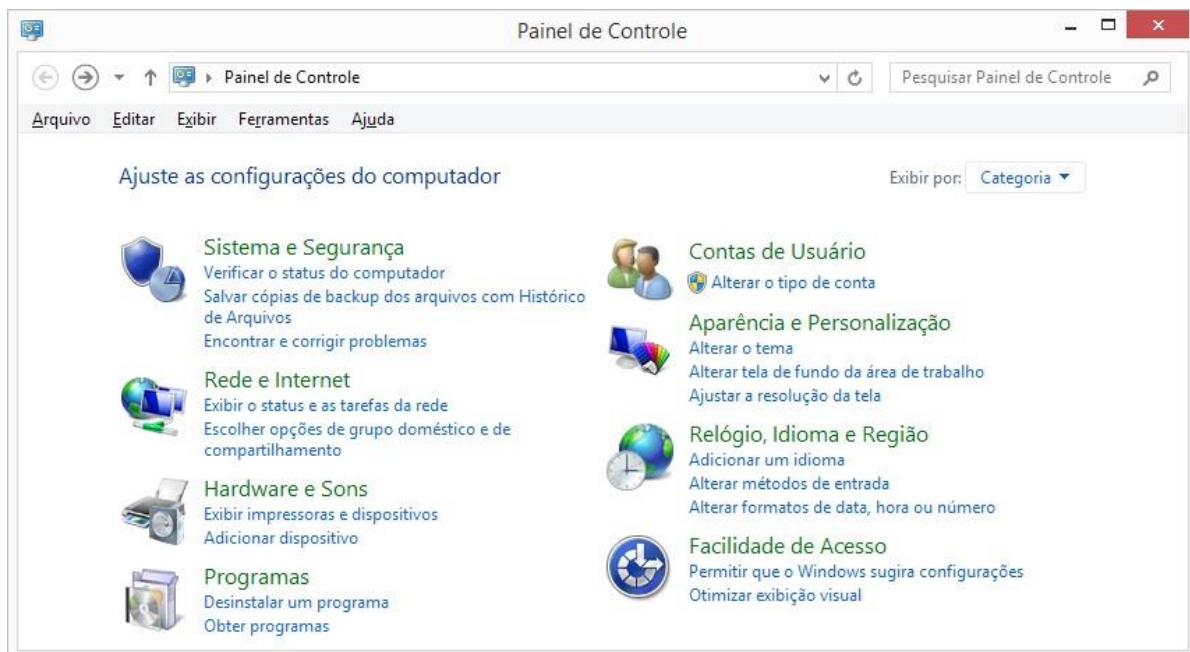 Painel de Controle
Painel de Controle
Pesquisar Painel de Controle
Arquivo Editar Exibir Ferramentas Ajuda
Ajuste as configurações do computador
Exibir por: Categoria
Sistema e Segurança
Verificar o status do computador
Salvar cópias de backup dos arquivos com Histórico
de Arquivos
Encontrar e corrigir problemas
Rede e Internet
Exibir o status e as tarefas da rede
Escolher opções de grupo doméstico e de
compartilhamento
Hardware e Sons
Exibir impressoras e dispositivos
Adicionar dispositivo
Programas
Desinstalar um programa
Obter programas
Contas de Usuário
Alterar o tipo de conta
Aparência e Personalização
Alterar o tema
Alterar tela de fundo da área de trabalho
Ajustar a resolução da tela
Relógio, Idioma e Região
Adicionar um idioma
Alterar métodos de entrada
Alterar formatos de data, hora ou número
Facilidade de Acesso
Permitir que o Windows sugira configurações
Otimizar exibição visual